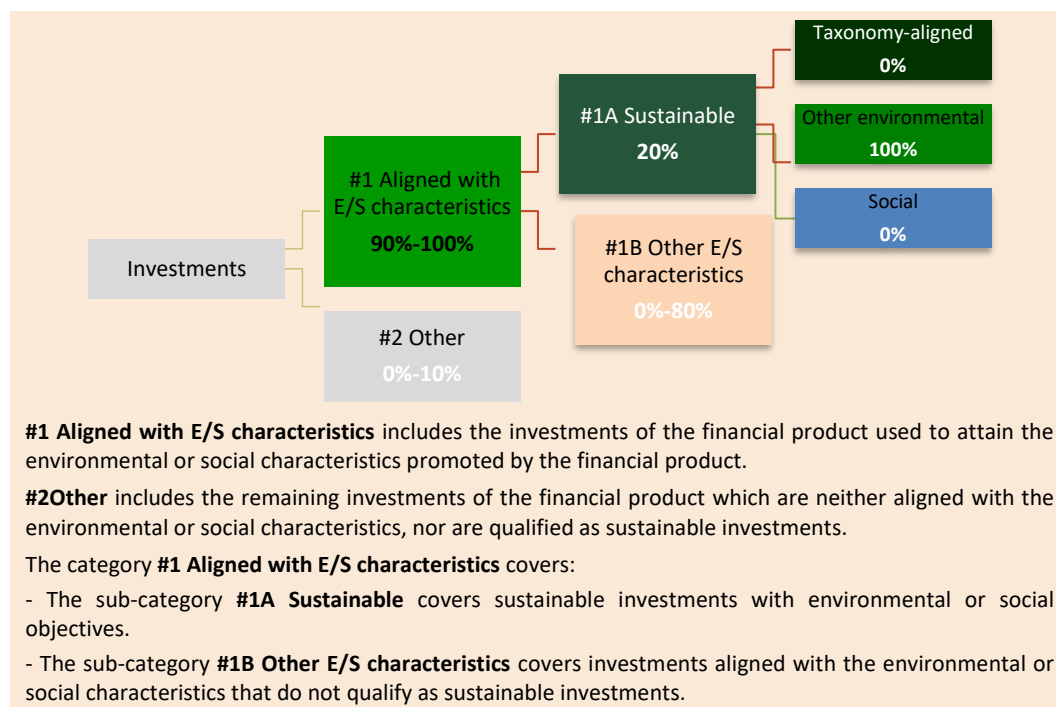 Taxonomy-aligned
0%
#1A Sustainable
20%
Other environmental
100%
#1 Aligned with
E/S characteristics
90%-100%
Social
0%
#1B Other E/S
characteristics
0%-80%
Investments
#2 Other
0%-10%
#1 Aligned with E/S characteristics includes the investments of the financial product used to attain the
environmental or social characteristics promoted by the financial product.
#2Other includes the remaining investments of the financial product which are neither aligned with the
environmental or social characteristics, nor are qualified as sustainable investments.
The category #1 Aligned with E/S characteristics covers:
- The sub-category #1A Sustainable covers sustainable investments with environmental or social
objectives.
- The sub-category #1B Other E/S characteristics covers investments aligned with the environmental or
social characteristics that do not qualify as sustainable investments.